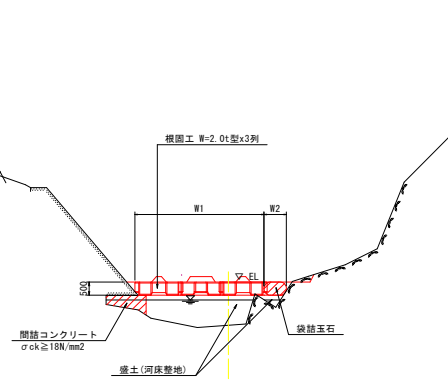 根固工 W=2.0t型x3列
W1
W2
EL
500
袋詰玉石
間詰コンクリート
σck≧18N/mm2
盛土(河床整地)